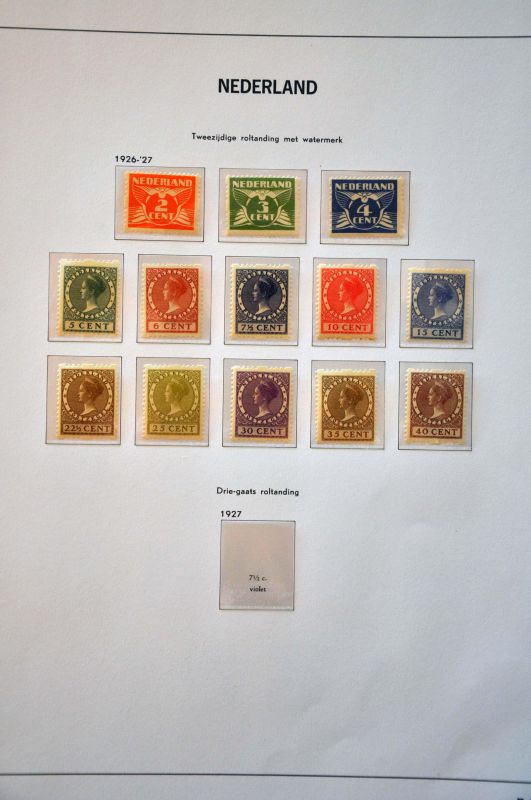 NEDERLAND
Tweezijdige roltanding met watermerk
1926-'27
NEDERLAND
2
CENT
NEDERLAND
3
CENT
NEDERLAND
4
CENT
5 CENT
6 CENT
7½ CENT
10 CENT
15 CENT
22½ CENT
25 CENT
30 CENT
35 CENT
40 CENT
Drie-gaats roltanding
1927
7½ c.
violet